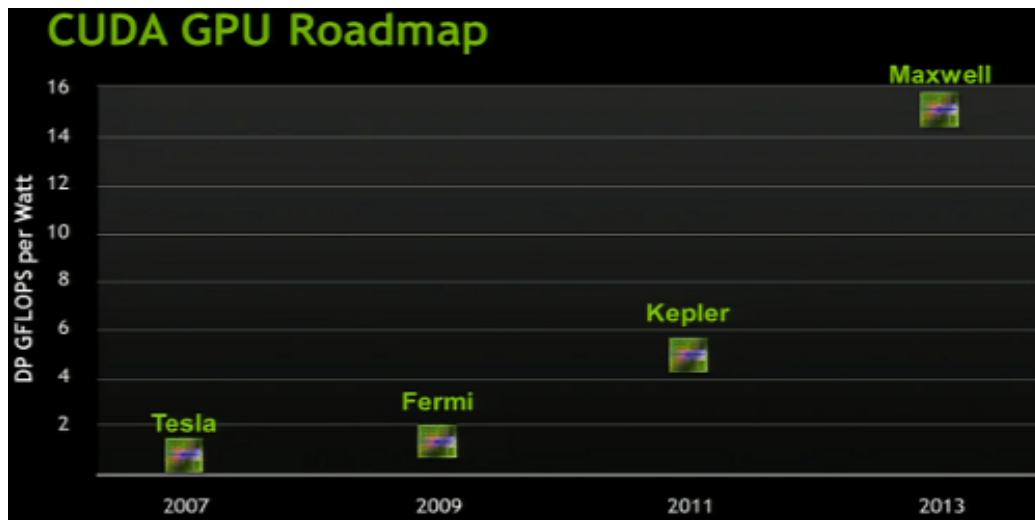 CUDA GPU Roadmap
DP GFLOPS per Watt
16
14
12
10
8
6
4
2
Tesla
Fermi
Kepler
Maxwell
2007
2009
2011
2013